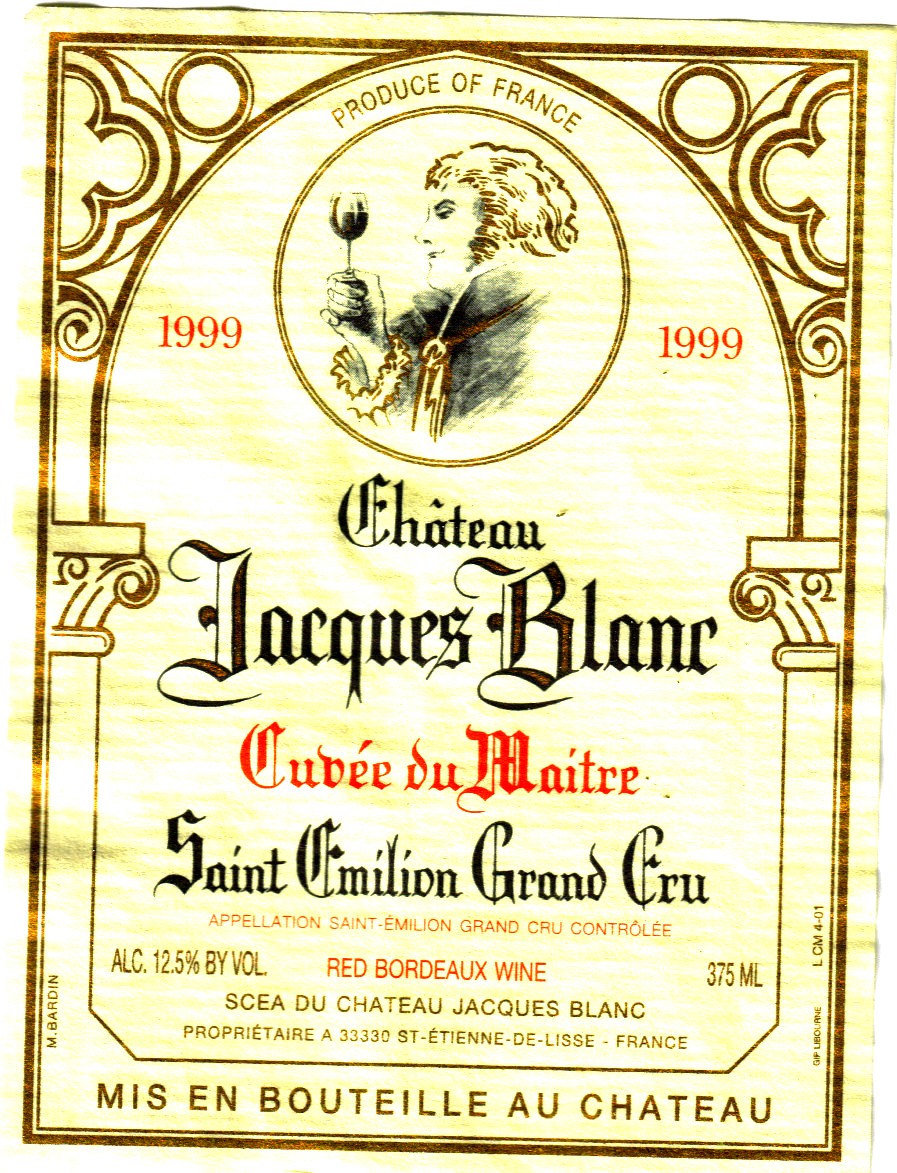 PRODUCE OF FRANCE
1999 1999
Château
Jacques Blanc
Cuvée du Maitre
Saint Emilion Grand Cru
APPELLATION SAINT-ÉMILION GRAND CRU CONTRÔLÉE
ALC. 12.5% BY VOL. RED BORDEAUX WINE 375 ML
SCEA DU CHATEAU JACQUES BLANC
PROPRIÉTAIRE A 33330 ST-ÉTIENNE-DE-LISSE - FRANCE
MIS EN BOUTEILLE AU CHATEAU
M. BARDIN
GIP LIBOURNE
L CM 4-01